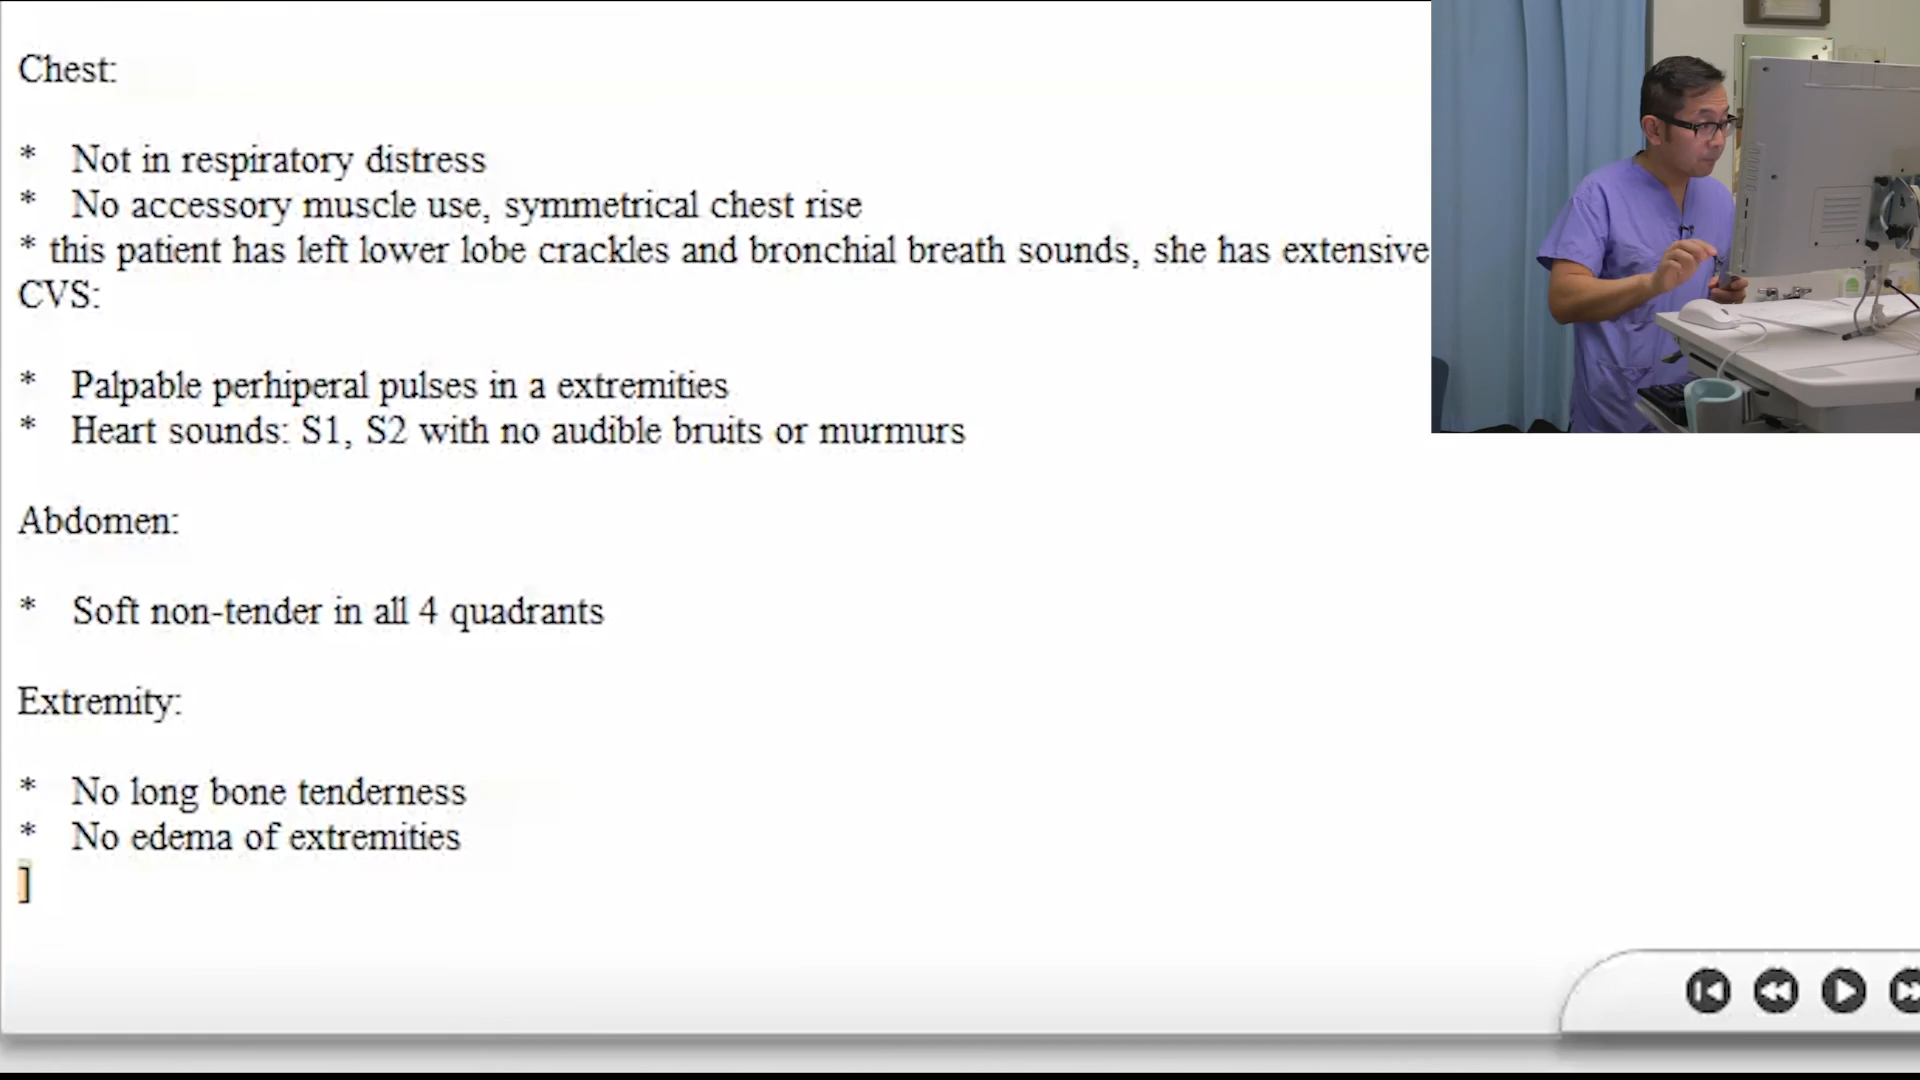 Chest:
* Not in respiratory distress
* No accessory muscle use, symmetrical chest rise
* this patient has left lower lobe crackles and bronchial breath sounds, she has extensive
CVS:
* Palpable perhiperal pulses in a extremities
* Heart sounds: S1, S2 with no audible bruits or murmurs
Abdomen:
* Soft non-tender in all 4 quadrants
Extremity:
* No long bone tenderness
* No edema of extremities
]